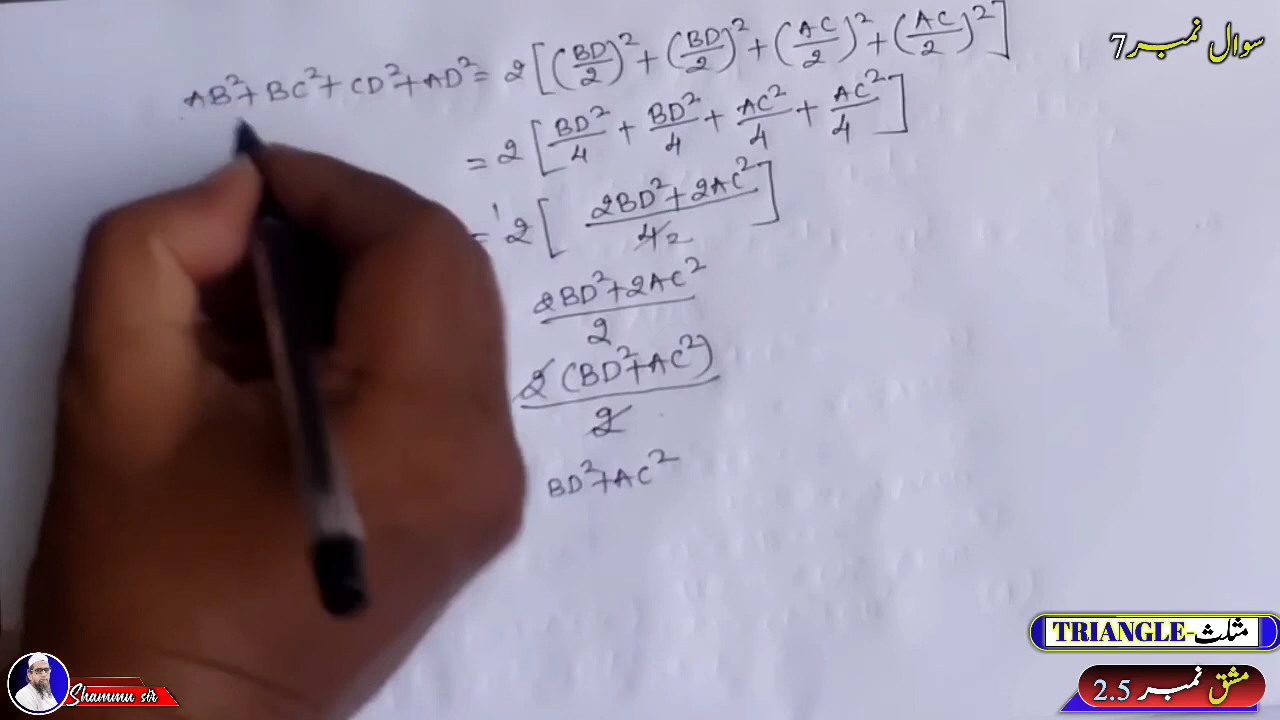 سوال نمبر7
AB²+BC²+CD²+AD²= 2[(BD/2)²+(BD/2)²+(AC/2)²+(AC/2)²]
= 2[BD²/4 + BD²/4 + AC²/4 + AC²/4]
= ¹2[2BD²+2AC²/4 2]
2BD²+2AC²/2
2(BD²+AC²)/2
BD²+AC²
TRIANGLE-مثلث
مشق نمبر 2.5
Shammu sir